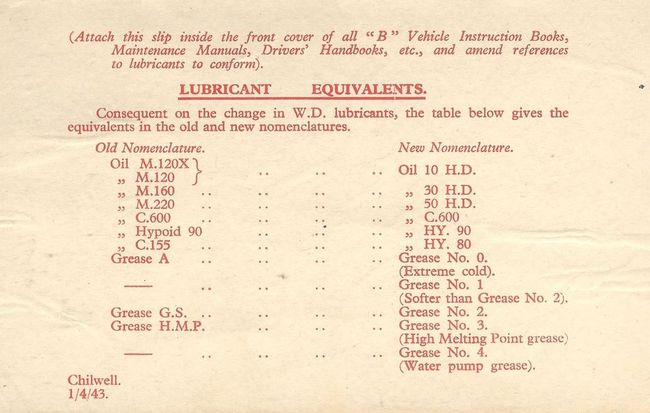 (Attach this slip inside the front cover of all "B" Vehicle Instruction Books,
Maintenance Manuals, Drivers' Handbooks, etc., and amend references
to lubricants to conform).
LUBRICANT EQUIVALENTS.
Consequent on the change in W.D. lubricants, the table below gives the
equivalents in the old and new nomenclatures.
Old Nomenclature. New Nomenclature.
Oil M.120X } .. .. .. Oil 10 H.D.
„ M.120
„ M.160 .. .. .. .. „ 30 H.D.
„ M.220 .. .. .. .. „ 50 H.D.
„ C.600 .. .. .. .. „ C.600
„ Hypoid 90 .. .. .. „ HY. 90
„ C.155 .. .. .. .. „ HY. 80
Grease A .. .. .. .. Grease No. 0.
(Extreme cold).
— .. .. .. .. Grease No. 1
(Softer than Grease No. 2).
Grease G.S. .. .. .. .. Grease No. 2.
Grease H.M.P. .. .. .. Grease No. 3.
(High Melting Point grease)
— .. .. .. .. Grease No. 4.
(Water pump grease).
Chilwell.
1/4/43.